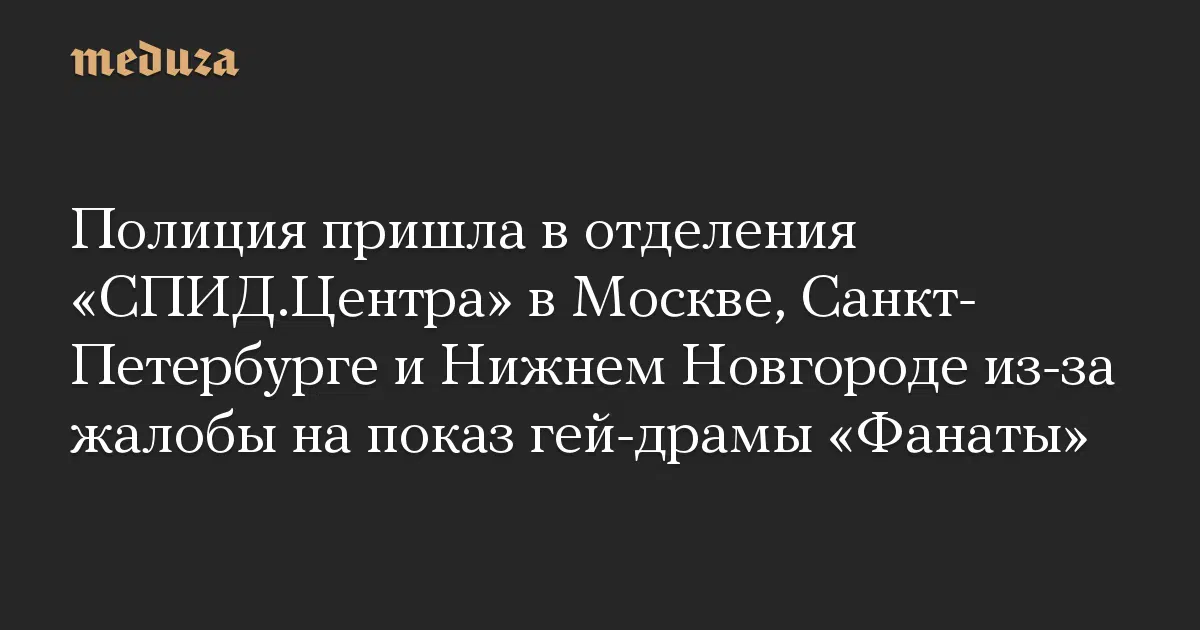 meduza
Полиция пришла в отделения
«СПИД.Центра» в Москве, Санкт-
Петербурге и Нижнем Новгороде из-за
жалобы на показ гей-драмы «Фанаты»